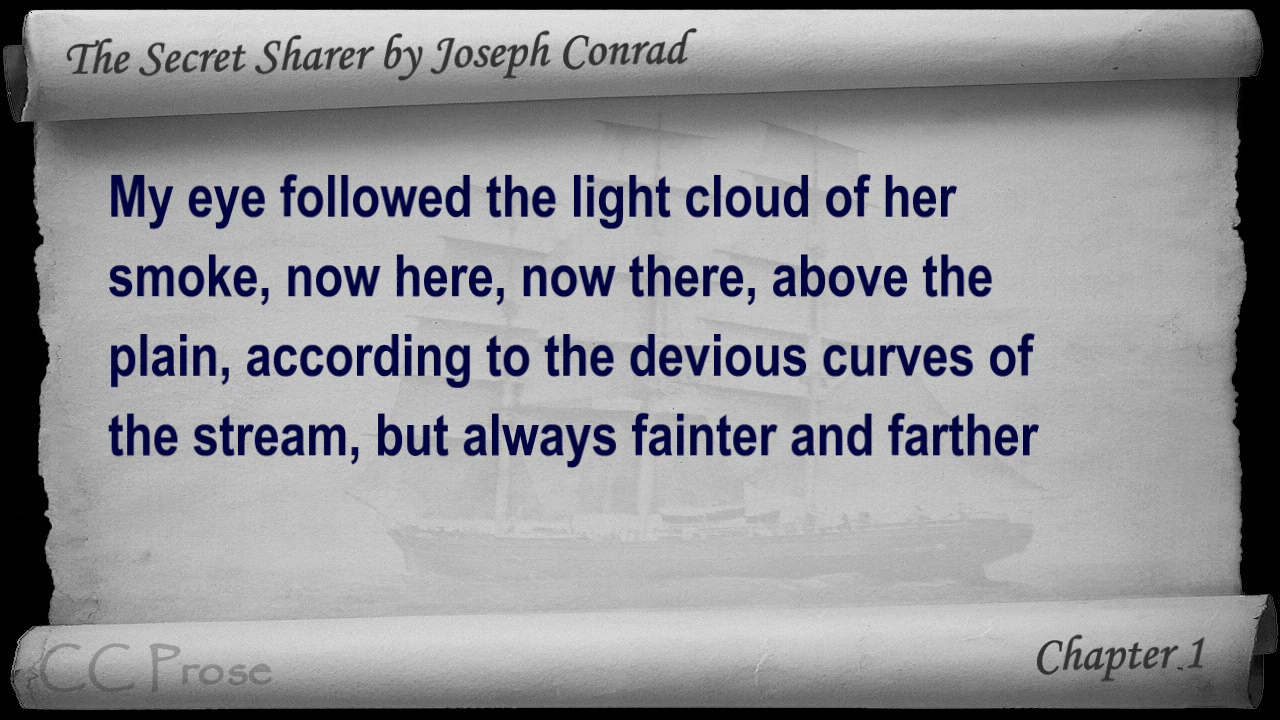 The Secret Sharer by Joseph Conrad
My eye followed the light cloud of her
smoke, now here, now there, above the
plain, according to the devious curves of
the stream, but always fainter and farther
CC Prose
Chapter 1